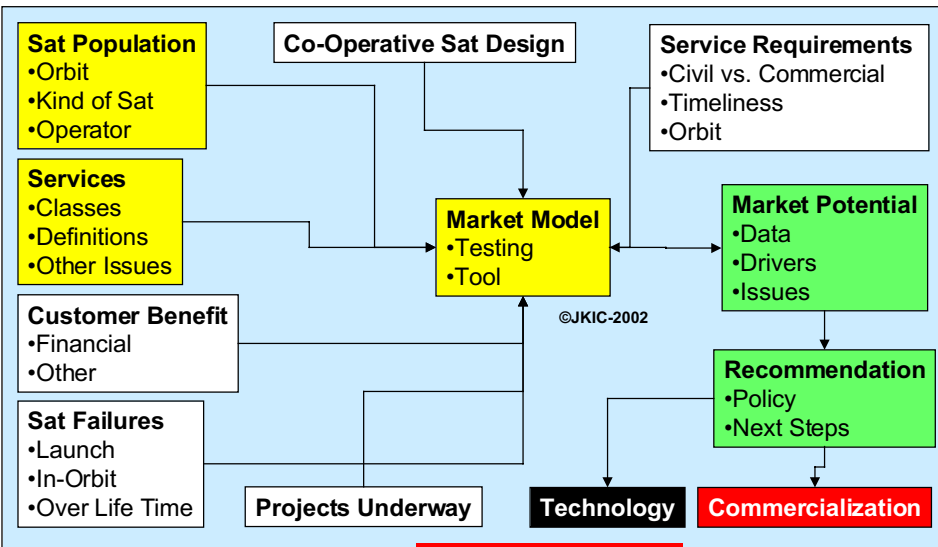 Sat Population
•Orbit
•Kind of Sat
•Operator
Co-Operative Sat Design
Service Requirements
•Civil vs. Commercial
•Timeliness
•Orbit
Services
•Classes
•Definitions
•Other Issues
Market Model
•Testing
•Tool
Market Potential
•Data
•Drivers
•Issues
©JKIC-2002
Customer Benefit
•Financial
•Other
Recommendation
•Policy
•Next Steps
Sat Failures
•Launch
•In-Orbit
•Over Life Time
Projects Underway
Technology
Commercialization